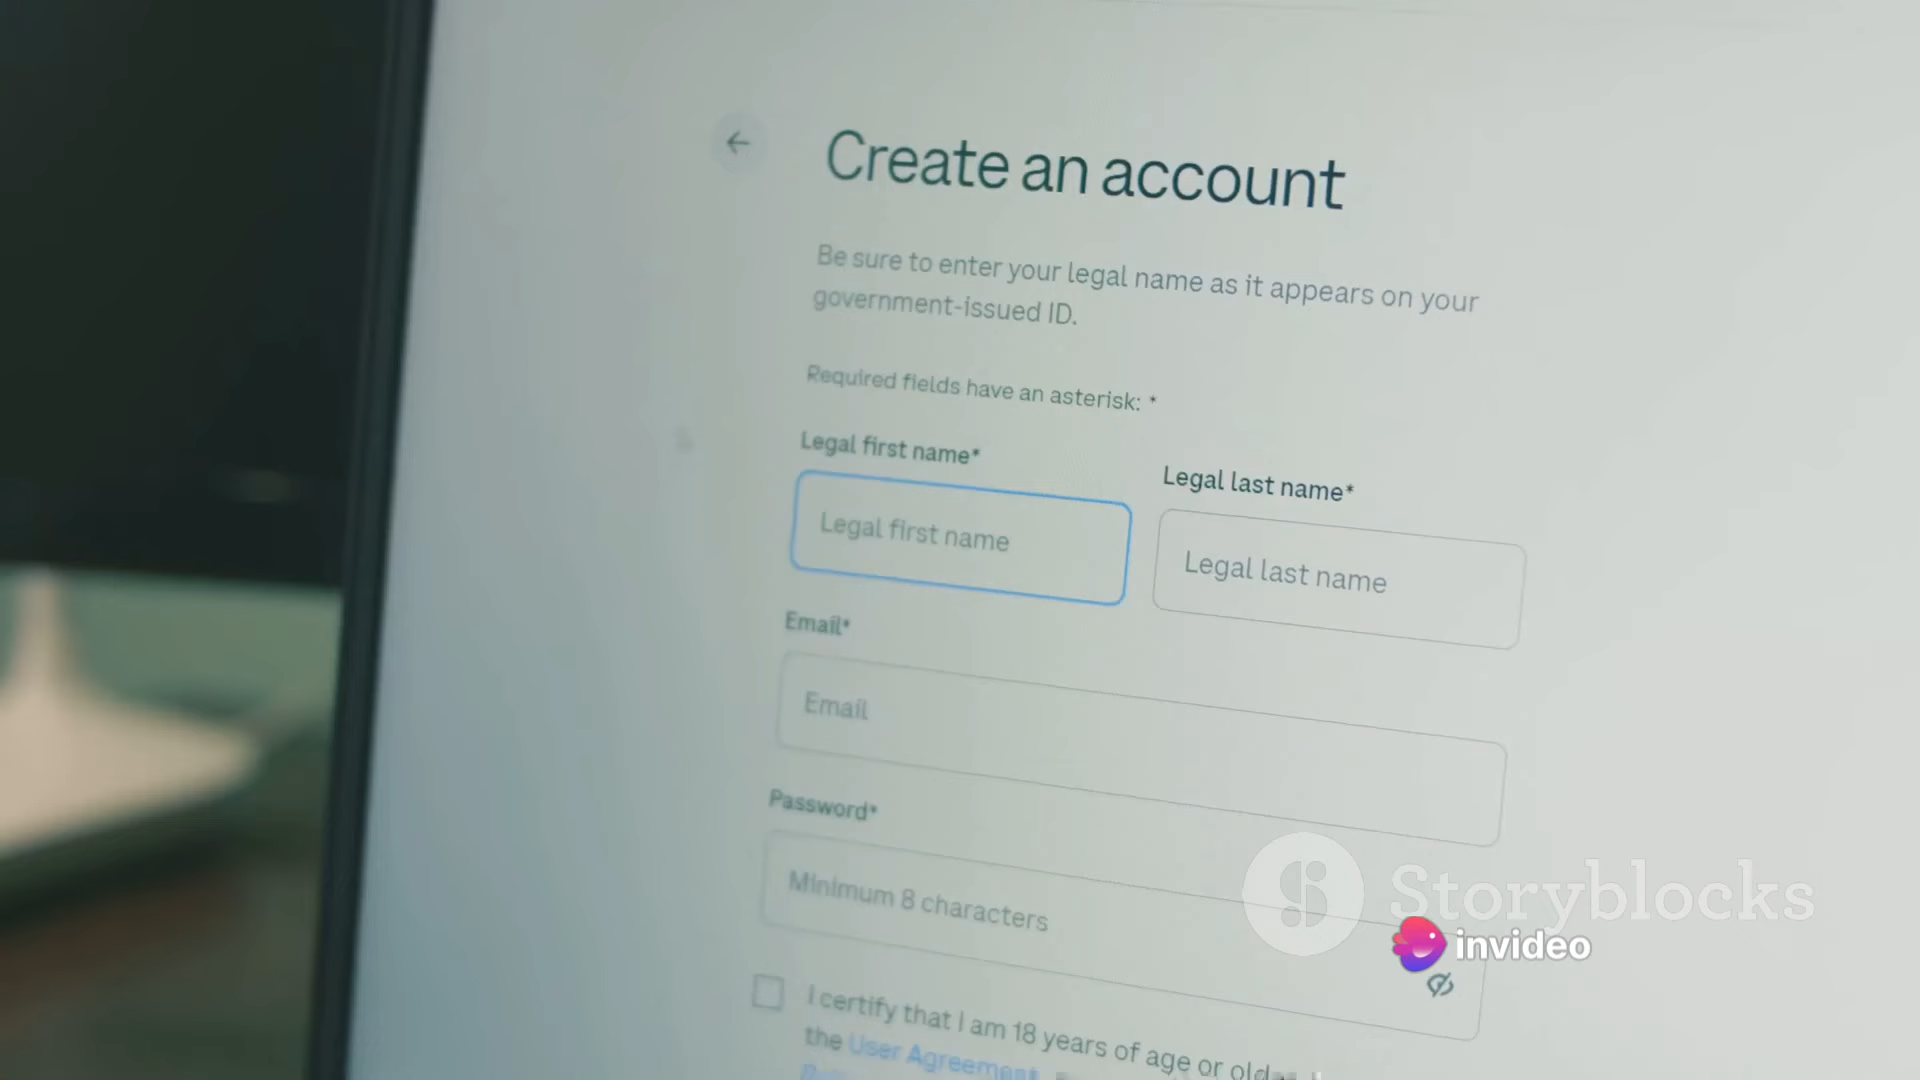 Create an account
Be sure to enter your legal name as it appears on your
government-issued ID.
Required fields have an asterisk: *
Legal first name* Legal last name*
Legal first name Legal last name
Email*
Email
Password*
Minimum 8 characters
Storyblocks
invideo
I certify that I am 18 years of age or
the User Agreement